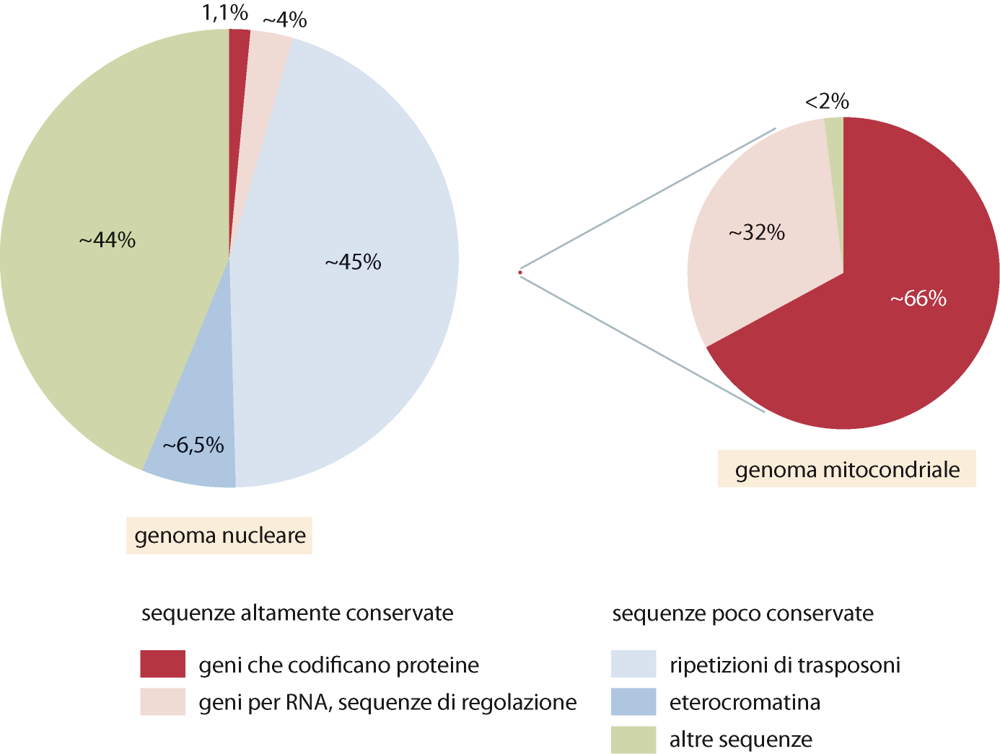 1,1%
~4%
<2%
~44%
~45%
~32%
~66%
~6,5%
genoma mitocondriale
genoma nucleare
sequenze altamente conservate
geni che codificano proteine
geni per RNA, sequenze di regolazione
sequenze poco conservate
ripetizioni di trasposoni
eterocromatina
altre sequenze